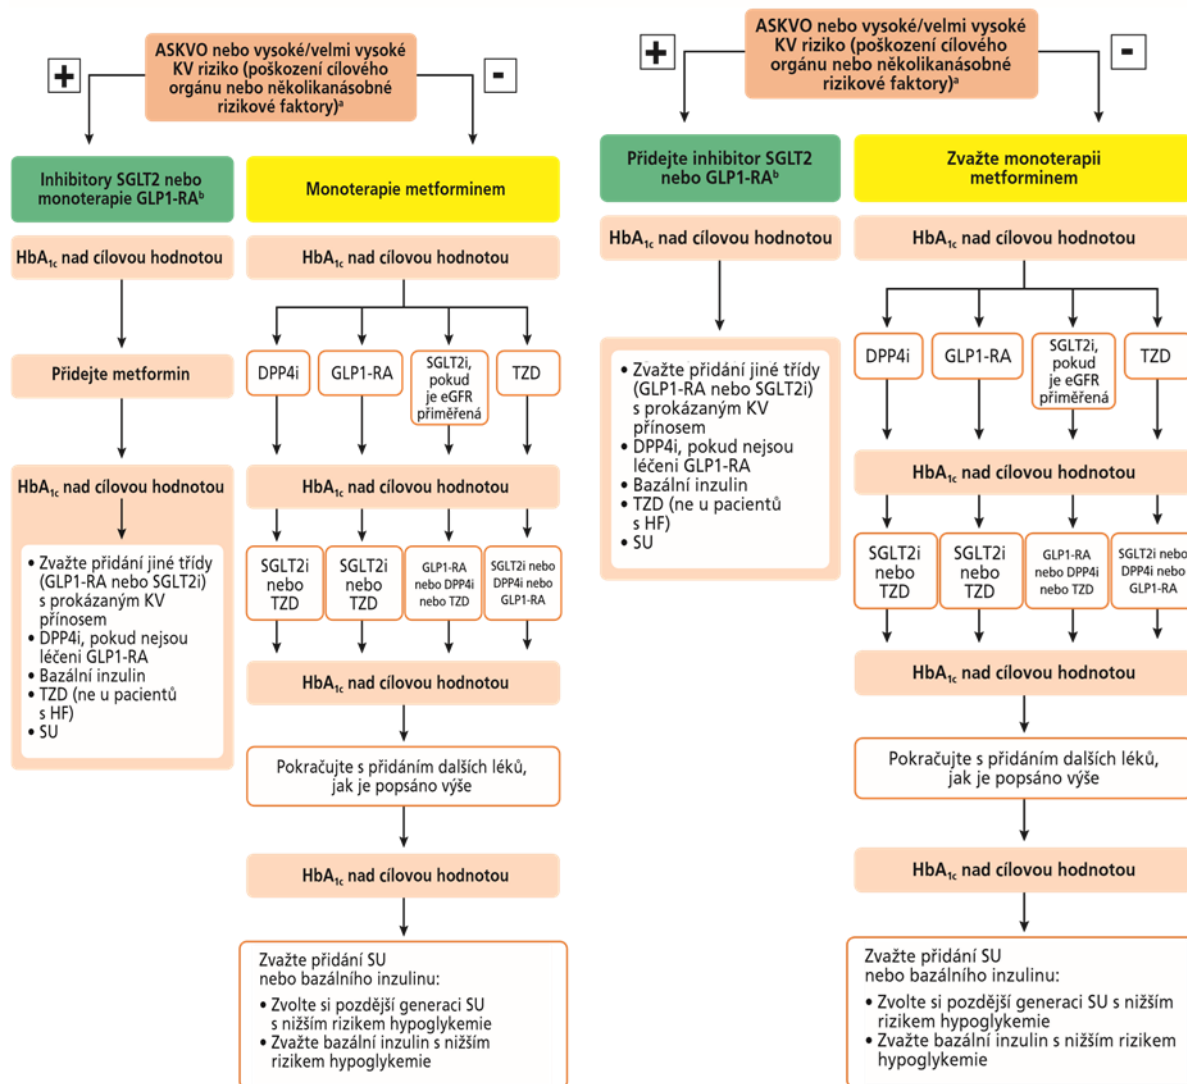 ASKVO nebo vysoké/velmi vysoké
KV riziko (poškození cílového
orgánu nebo několikanásobné
rizikové faktory)ᵃ
+
-
Inhibitory SGLT2 nebo
monoterapie GLP1-RAᵇ
Monoterapie metforminem
HbA₁c nad cílovou hodnotou
HbA₁c nad cílovou hodnotou
Přidejte metformin
DPP4i
GLP1-RA
SGLT2i,
pokud
je eGFR
přiměřená
TZD
HbA₁c nad cílovou hodnotou
HbA₁c nad cílovou hodnotou
• Zvažte přidání jiné třídy
(GLP1-RA nebo SGLT2i)
s prokázaným KV
přínosem
• DPP4i, pokud nejsou
léčeni GLP1-RA
• Bazální inzulin
• TZD (ne u pacientů
s HF)
• SU
SGLT2i
nebo
TZD
SGLT2i
nebo
TZD
GLP1-RA
nebo DPP4i
nebo TZD
SGLT2i nebo
DPP4i nebo
GLP1-RA
HbA₁c nad cílovou hodnotou
Pokračujte s přidáním dalších léků,
jak je popsáno výše
HbA₁c nad cílovou hodnotou
Zvažte přidání SU
nebo bazálního inzulinu:
• Zvolte si pozdější generaci SU
s nižším rizikem hypoglykemie
• Zvažte bazální inzulin s nižším
rizikem hypoglykemie
ASKVO nebo vysoké/velmi vysoké
KV riziko (poškození cílového
orgánu nebo několikanásobné
rizikové faktory)ᵃ
+
-
Přidejte inhibitor SGLT2
nebo GLP1-RAᵇ
Zvažte monoterapii
metforminem
HbA₁c nad cílovou hodnotou
HbA₁c nad cílovou hodnotou
• Zvažte přidání jiné třídy
(GLP1-RA nebo SGLT2i)
s prokázaným KV
přínosem
• DPP4i, pokud nejsou
léčeni GLP1-RA
• Bazální inzulin
• TZD (ne u pacientů
s HF)
• SU
DPP4i
GLP1-RA
SGLT2i,
pokud
je eGFR
přiměřená
TZD
HbA₁c nad cílovou hodnotou
SGLT2i
nebo
TZD
SGLT2i
nebo
TZD
GLP1-RA
nebo DPP4i
nebo TZD
SGLT2i nebo
DPP4i nebo
GLP1-RA
HbA₁c nad cílovou hodnotou
Pokračujte s přidáním dalších léků,
jak je popsáno výše
HbA₁c nad cílovou hodnotou
Zvažte přidání SU
nebo bazálního inzulinu:
• Zvolte si pozdější generaci SU s nižším
rizikem hypoglykemie
• Zvažte bazální inzulin s nižším rizikem
hypoglykemie